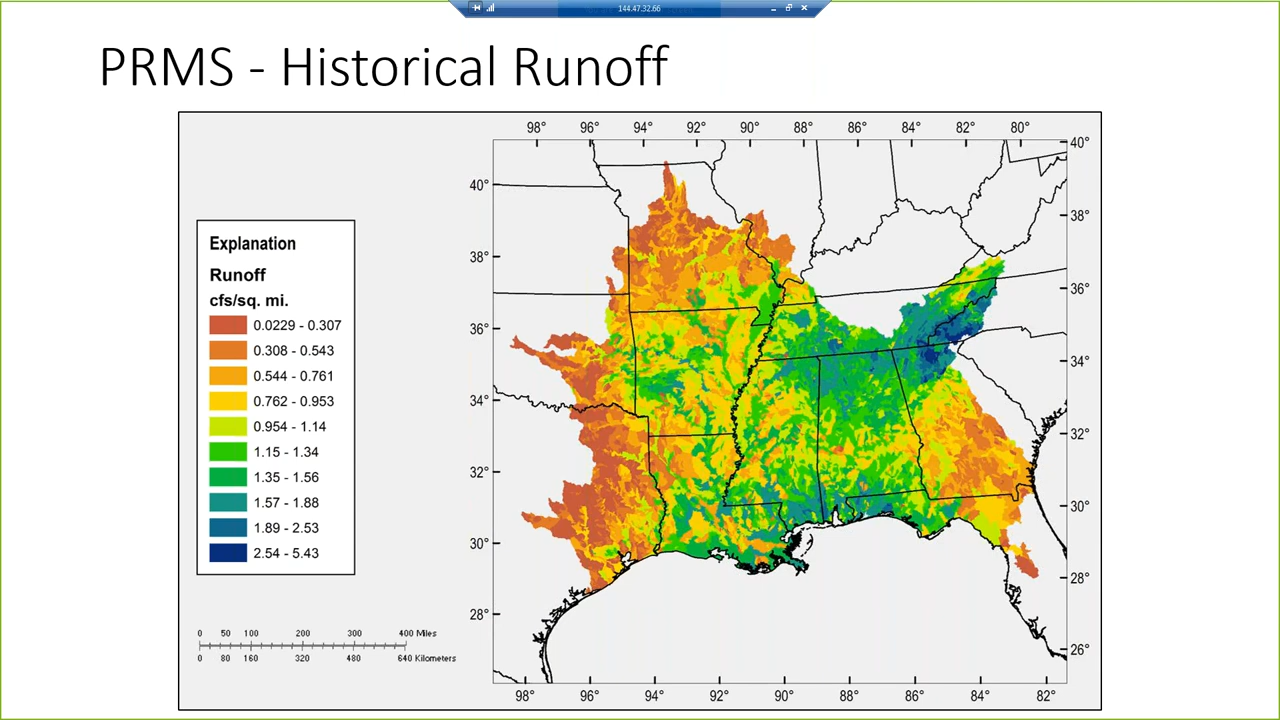 144.47.32.66
PRMS - Historical Runoff
98° 96° 94° 92° 90° 88° 86° 84° 82° 80°
40°
40°
38°
38°
36°
36°
34°
34°
32°
32°
30°
30°
28°
28°
26°
Explanation
Runoff
cfs/sq. mi.
0.0229 - 0.307
0.308 - 0.543
0.544 - 0.761
0.762 - 0.953
0.954 - 1.14
1.15 - 1.34
1.35 - 1.56
1.57 - 1.88
1.89 - 2.53
2.54 - 5.43
0 50 100 200 300 400 Miles
0 80 160 320 480 640 Kilometers
98° 96° 94° 92° 90° 88° 86° 84° 82°